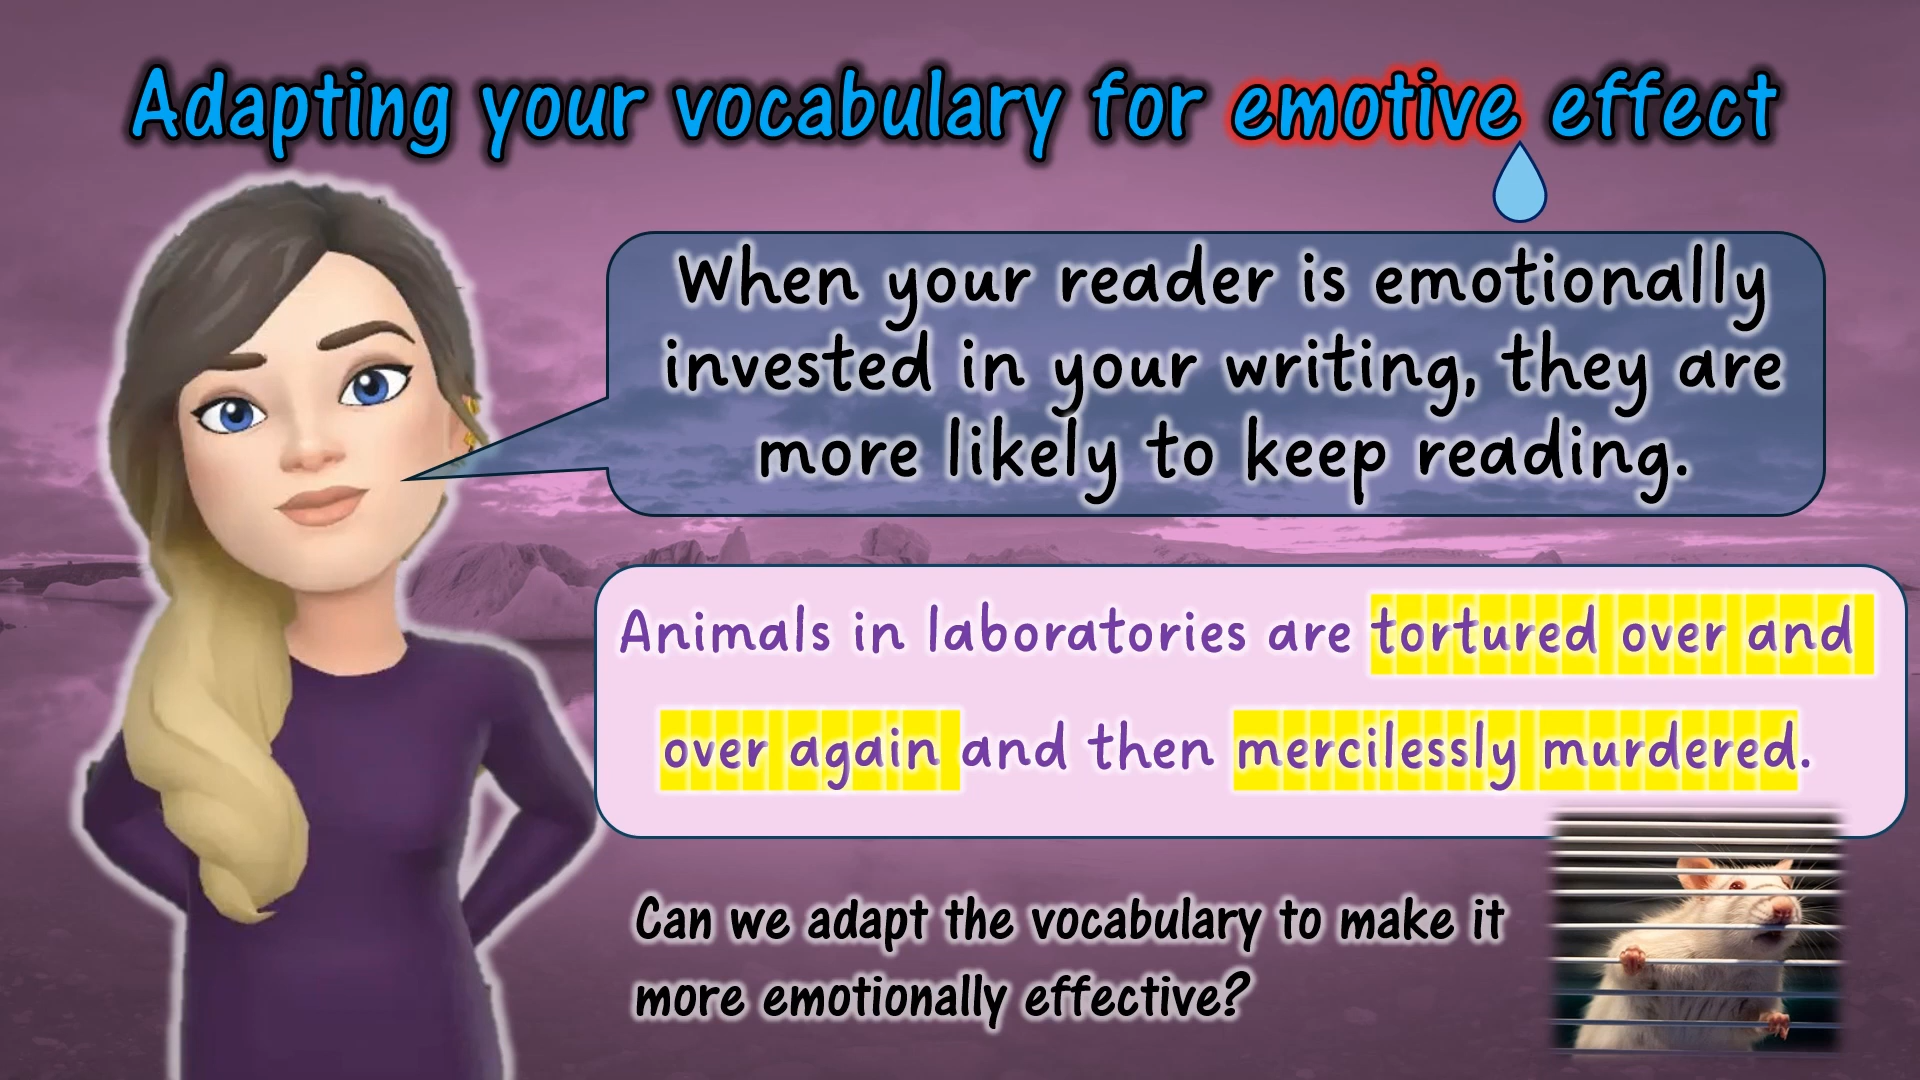 Adapting your vocabulary for emotive effect
When your reader is emotionally
invested in your writing, they are
more likely to keep reading.
Animals in laboratories are tortured over and
over again and then mercilessly murdered.
Can we adapt the vocabulary to make it
more emotionally effective?